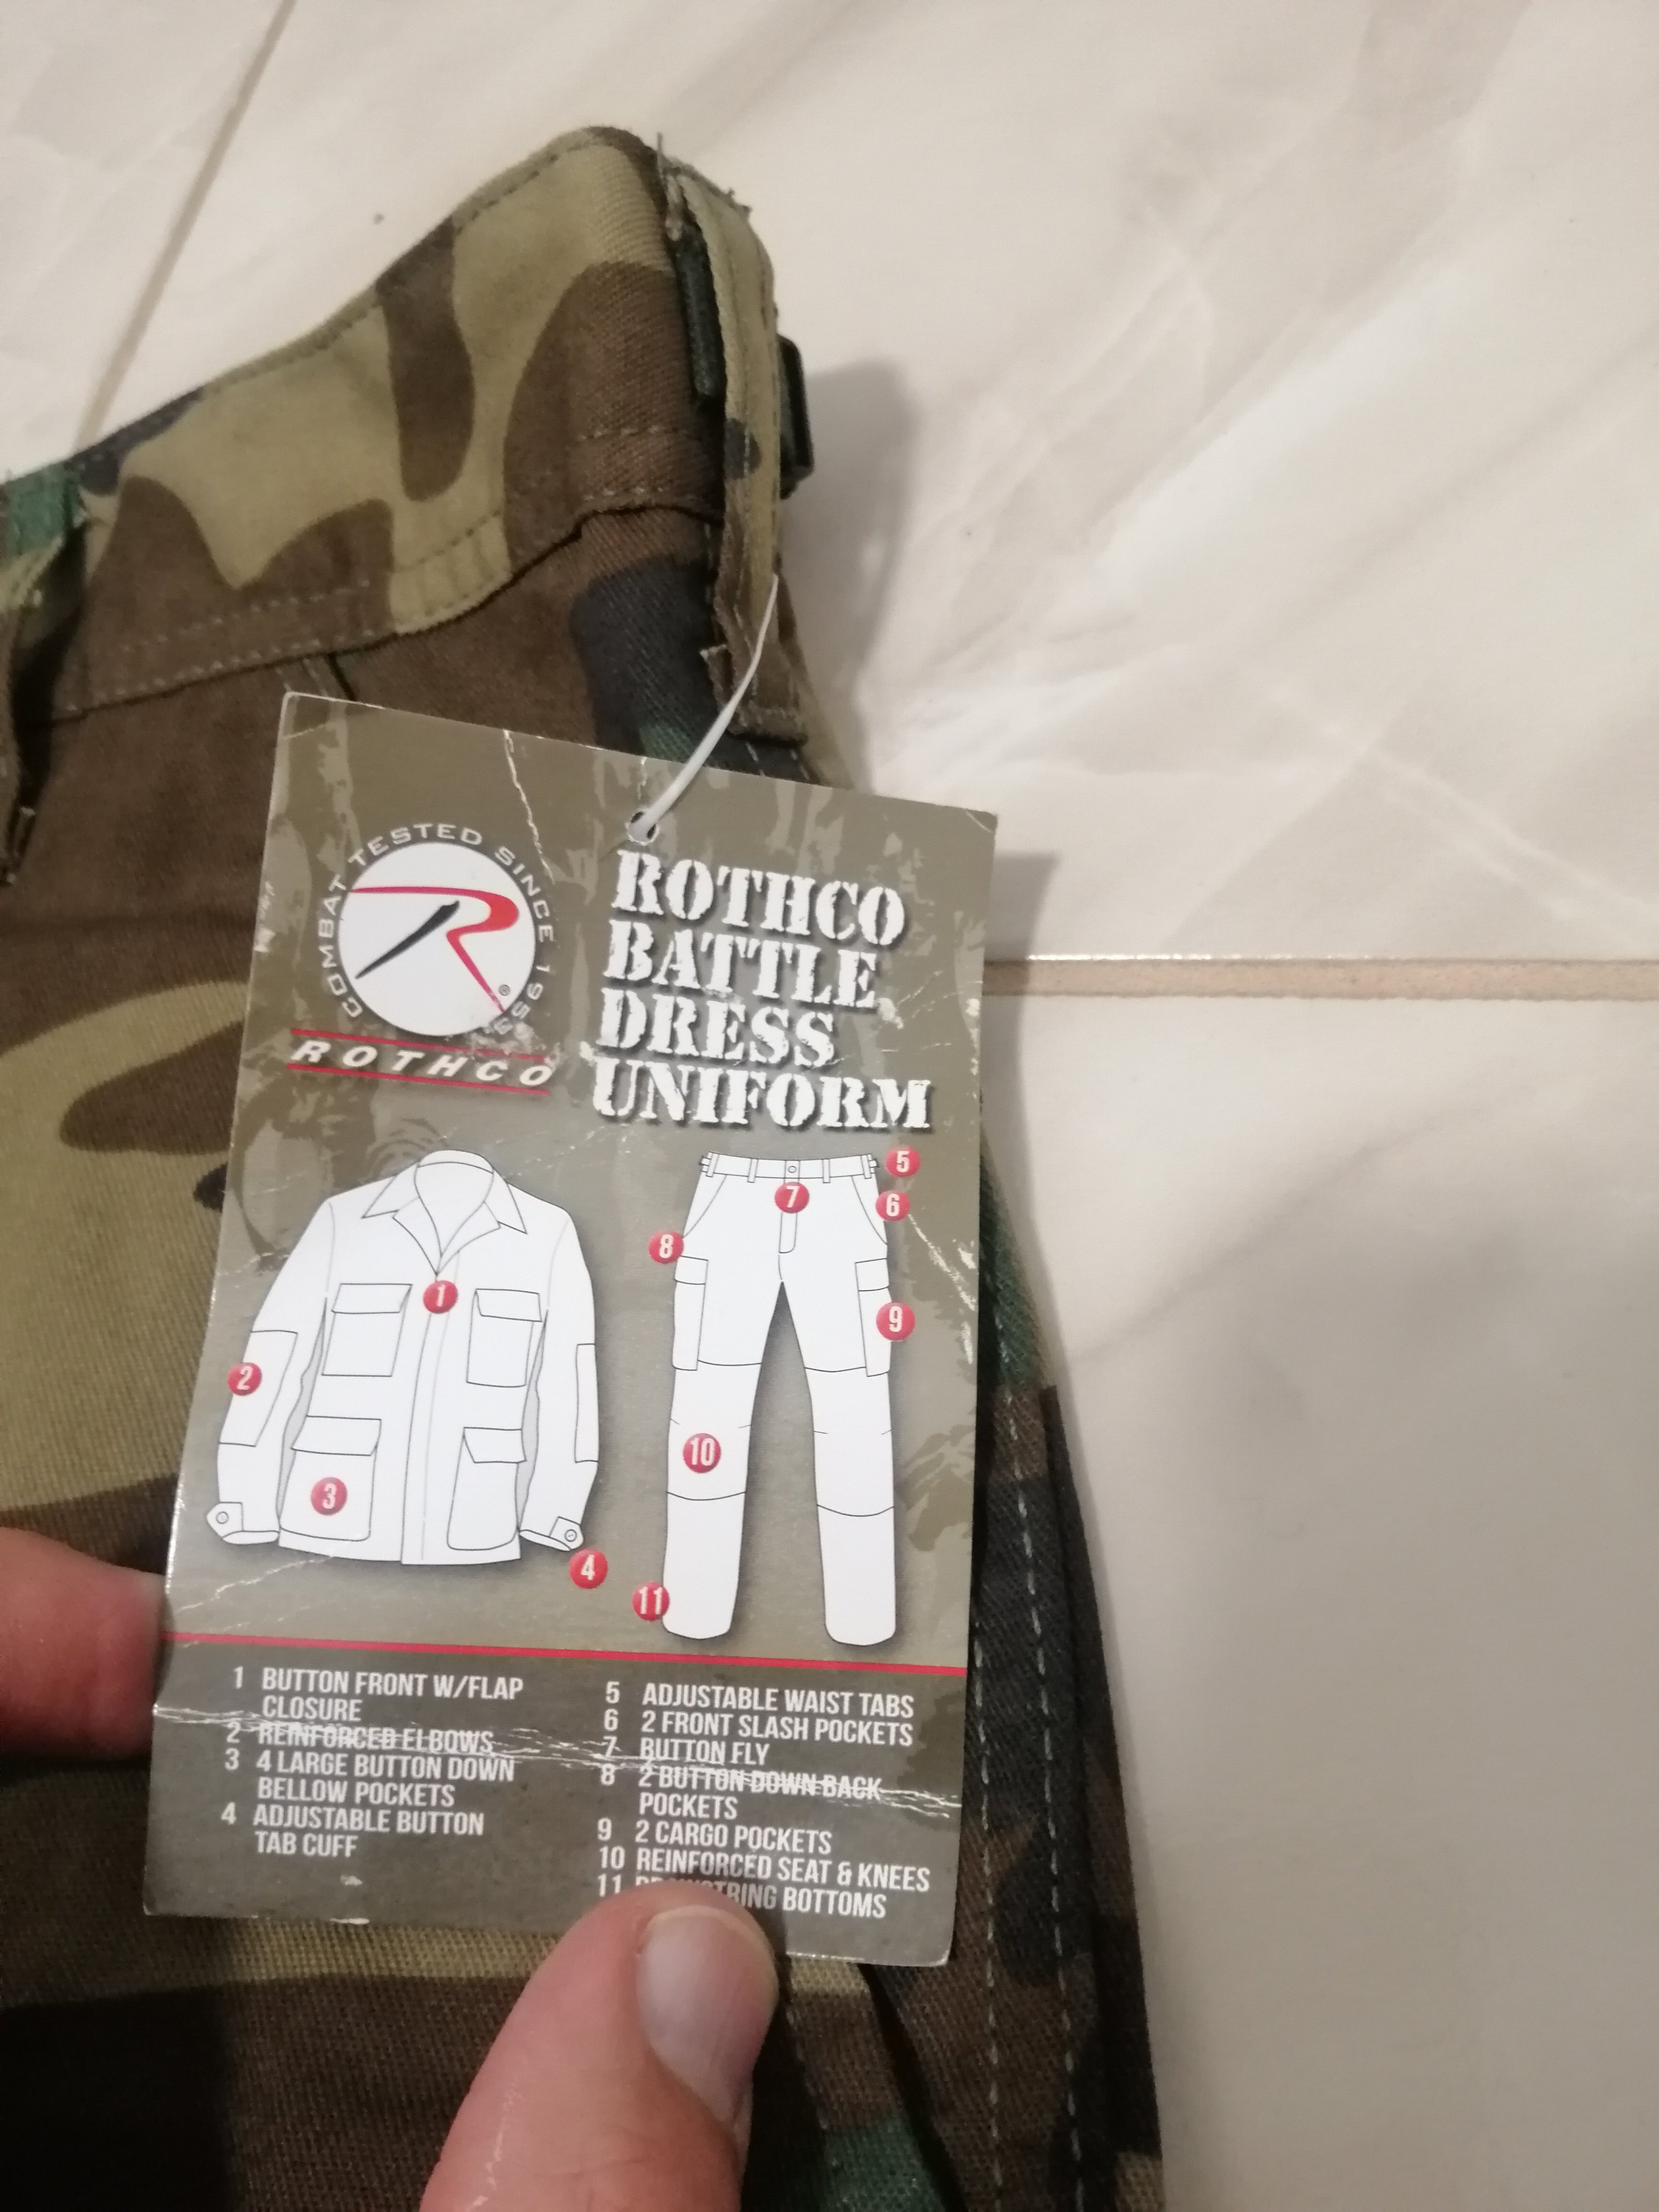 COMBAT TESTED SINCE 1953
R
®
ROTHCO
ROTHCO
BATTLE
DRESS
UNIFORM
1
2
3
4
5
6
7
8
9
10
11
1 BUTTON FRONT W/FLAP
CLOSURE
2 REINFORCED ELBOWS
3 4 LARGE BUTTON DOWN
BELLOW POCKETS
4 ADJUSTABLE BUTTON
TAB CUFF
5 ADJUSTABLE WAIST TABS
6 2 FRONT SLASH POCKETS
7 BUTTON FLY
8 2 BUTTON DOWN BACK
POCKETS
9 2 CARGO POCKETS
10 REINFORCED SEAT & KNEES
11 BOTTOMS